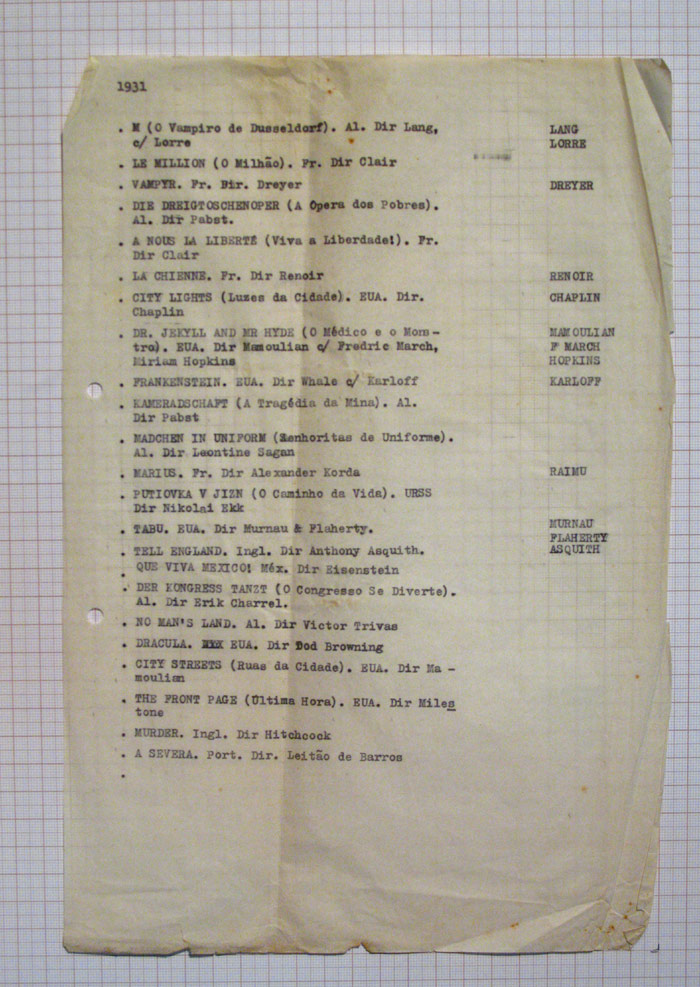 1931
. M (O Vampiro de Dusseldorf). Al. Dir Lang, LANG
c/ Lorre LORRE
. LE MILLION (O Milhão). Fr. Dir Clair
. VAMPYR. Fr. Bir. Dreyer DREYER
. DIE DREIGTOSCHENOPER (A Ópera dos Pobres).
Al. Dir Pabst.
. A NOUS LA LIBERTÉ (Viva a Liberdade!). Fr.
Dir Clair
. LA CHIENNE. Fr. Dir Renoir RENOIR
. CITY LIGHTS (Luzes da Cidade). EUA. Dir. CHAPLIN
Chaplin
. DR. JEKYLL AND MR HYDE (O Médico e o Mons- MAMOULIAN
tro). EUA. Dir Mamoulian c/ Fredric March, F MARCH
Miriam Hopkins HOPKINS
. FRANKENSTEIN. EUA. Dir Whale c/ Karloff KARLOFF
. KAMERADSCHAFT (A Tragédia da Mina). Al.
Dir Pabst
. MADCHEN IN UNIFORM (Senhoritas de Uniforme).
Al. Dir Leontine Sagan
. MARIUS. Fr. Dir Alexander Korda RAIMU
. PUTIOVKA V JIZN (O Caminho da Vida). URSS
Dir Nikolai Ekk
. TABU. EUA. Dir Murnau & Flaherty. MURNAU
FLAHERTY
. TELL ENGLAND. Ingl. Dir Anthony Asquith. ASQUITH
. QUE VIVA MEXICO! Méx. Dir Eisenstein
. DER KONGRESS TANZT (O Congresso Se Diverte).
Al. Dir Erik Charrel.
. NO MAN'S LAND. Al. Dir Victor Trivas
. DRACULA. EUA. Dir Dod Browning
. CITY STREETS (Ruas da Cidade). EUA. Dir Ma -
moulian
. THE FRONT PAGE (Última Hora). EUA. Dir Miles
tone
. MURDER. Ingl. Dir Hitchcock
. A SEVERA. Port. Dir. Leitão de Barros
.